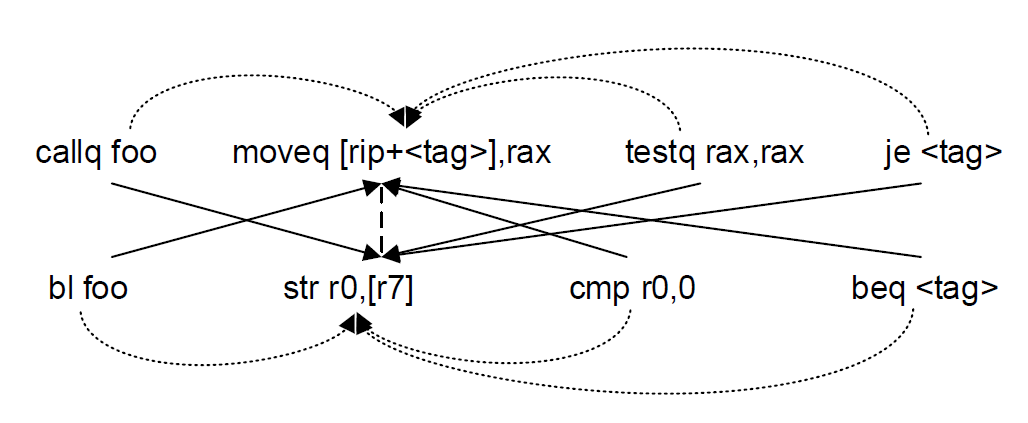 callq foo moveq [rip+<tag>],rax testq rax,rax je <tag>
bl foo str r0,[r7] cmp r0,0 beq <tag>